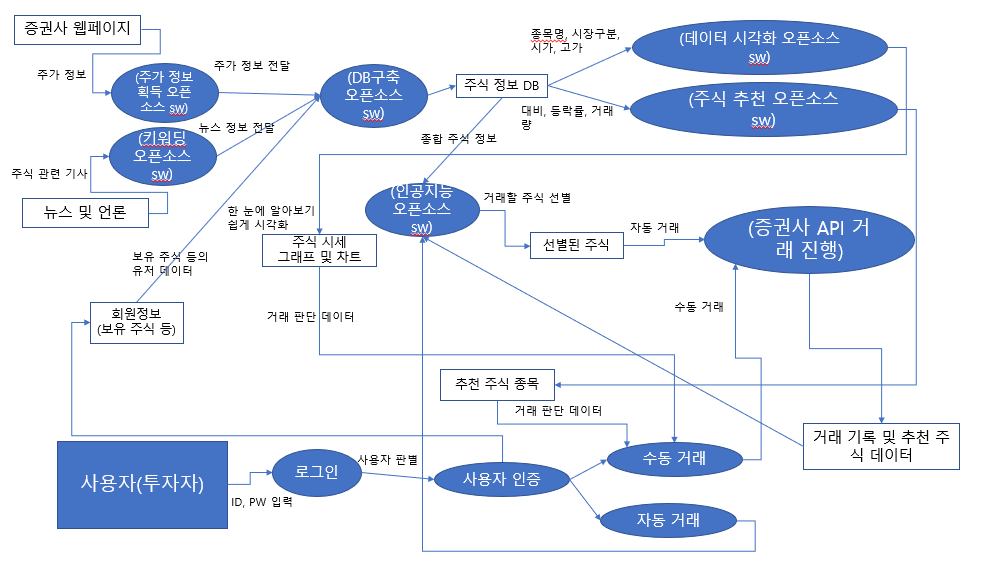 증권사 웹페이지
주가 정보
(주가 정보
획득 오픈
소스 sw)
주가 정보 전달
(DB구축
오픈소스
sw)
주식 정보 DB
종목명, 시장구분,
시가, 고가
(데이터 시각화 오픈소스
sw)
대비, 등락률, 거래
량
(주식 추천 오픈소스
sw)
뉴스 정보 전달
(키워딩
오픈소스
sw)
주식 관련 기사
뉴스 및 언론
종합 주식 정보
(인공지능
오픈소스
sw)
거래할 주식 선별
선별된 주식
자동 거래
(증권사 API 거
래 진행)
한 눈에 알아보기
쉽게 시각화
주식 시세
그래프 및 차트
보유 주식 등의
유저 데이터
회원정보
(보유 주식 등)
거래 판단 데이터
수동 거래
추천 주식 종목
거래 판단 데이터
거래 기록 및 추천 주
식 데이터
사용자(투자자)
ID, PW 입력
로그인
사용자 판별
사용자 인증
수동 거래
자동 거래